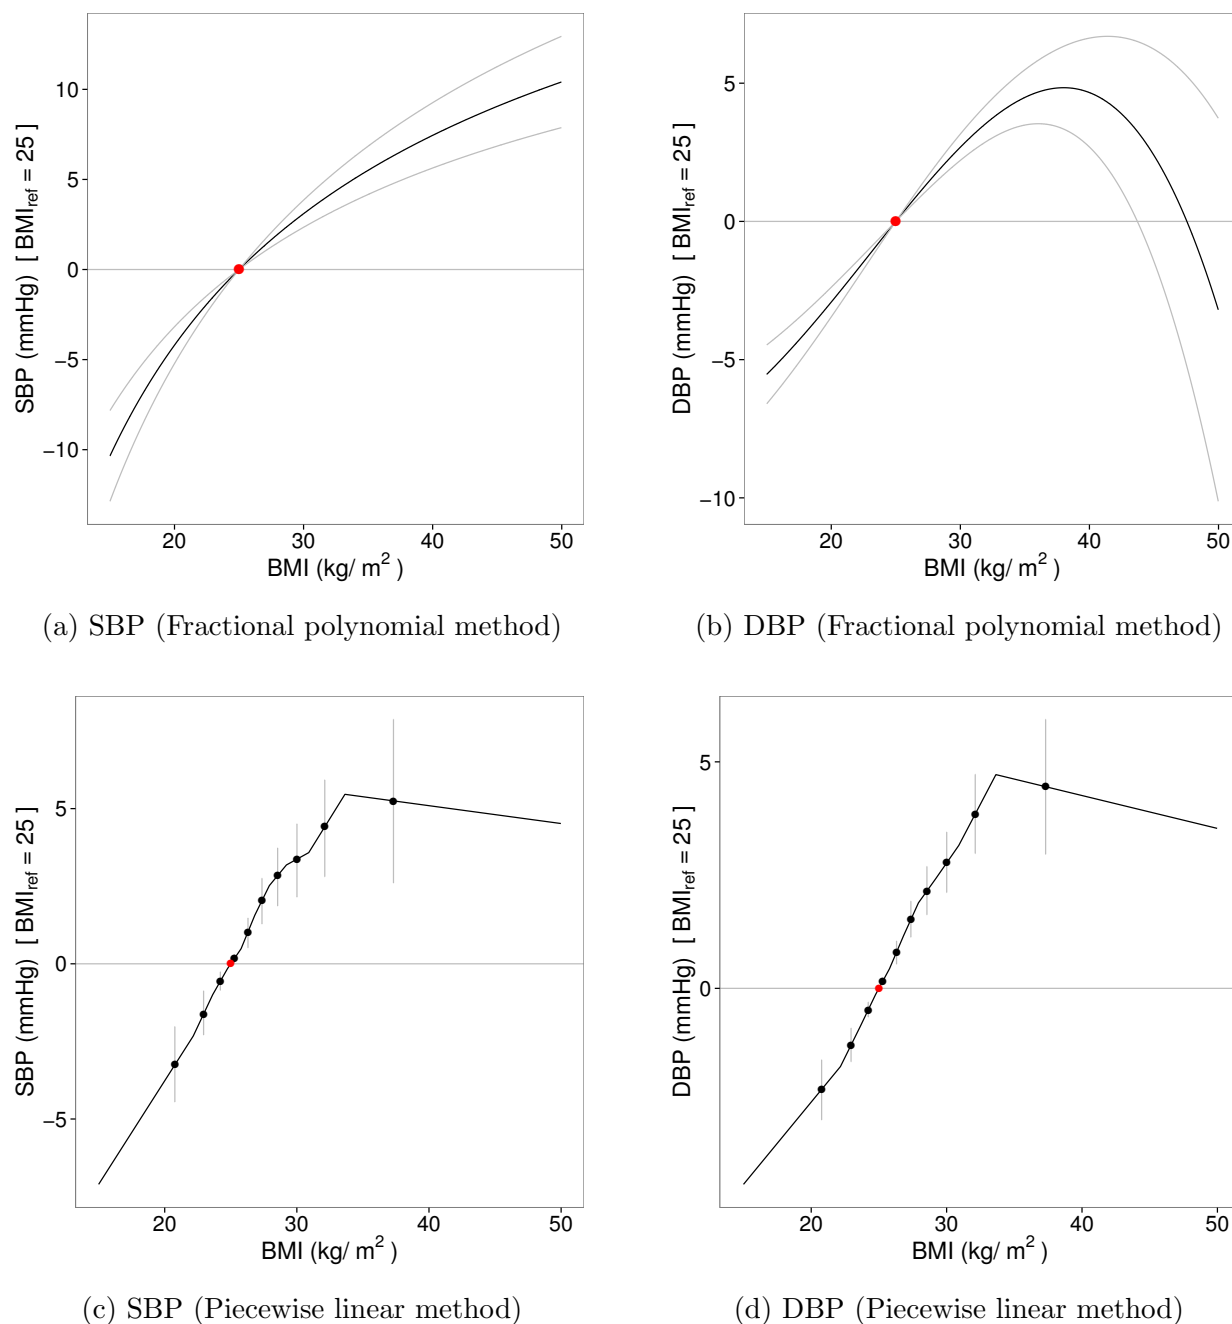 SBP (mmHg) [ BMIref = 25 ]
10
5
0
−5
−10
20 30 40 50
BMI (kg/ m2 )
(a) SBP (Fractional polynomial method)
DBP (mmHg) [ BMIref = 25 ]
5
0
−5
−10
20 30 40 50
BMI (kg/ m2 )
(b) DBP (Fractional polynomial method)
SBP (mmHg) [ BMIref = 25 ]
5
0
−5
20 30 40 50
BMI (kg/ m2 )
(c) SBP (Piecewise linear method)
DBP (mmHg) [ BMIref = 25 ]
5
0
20 30 40 50
BMI (kg/ m2 )
(d) DBP (Piecewise linear method)